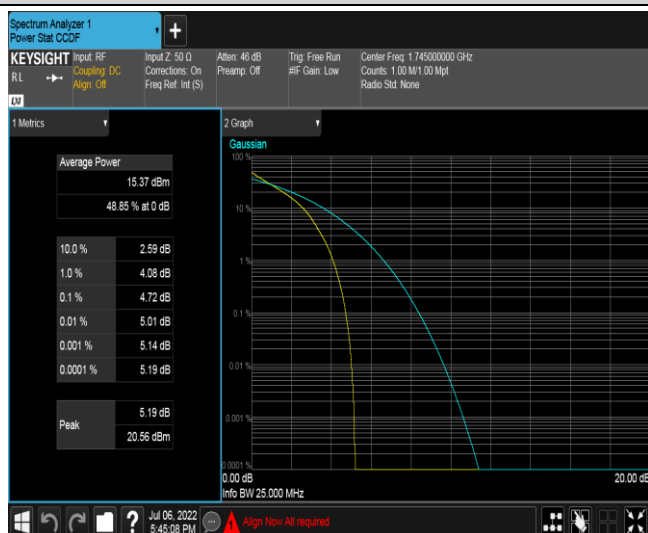 Spectrum Analyzer 1
Power Stat CCDF
KEYSIGHT
R L
LXI
Input: RF
Coupling: DC
Align: Off
Input Z: 50 Ω
Corrections: On
Freq Ref: Int (S)
Atten: 46 dB
Preamp: Off
Trig: Free Run
#IF Gain: Low
Center Freq: 1.745000000 GHz
Counts: 1.00 M/1.00 Mpt
Radio Std: None
1 Metrics
Average Power
15.37 dBm
48.85 % at 0 dB
10.0 % 2.59 dB
1.0 % 4.08 dB
0.1 % 4.72 dB
0.01 % 5.01 dB
0.001 % 5.14 dB
0.0001 % 5.19 dB
Peak
5.19 dB
20.56 dBm
2 Graph
Gaussian
100 %
10 %
1 %
0.1 %
0.01 %
0.001 %
0.0001 %
0.00 dB
20.00 dB
Info BW 25.000 MHz
?
Jul 06, 2022
5:45:08 PM
Align Now All required